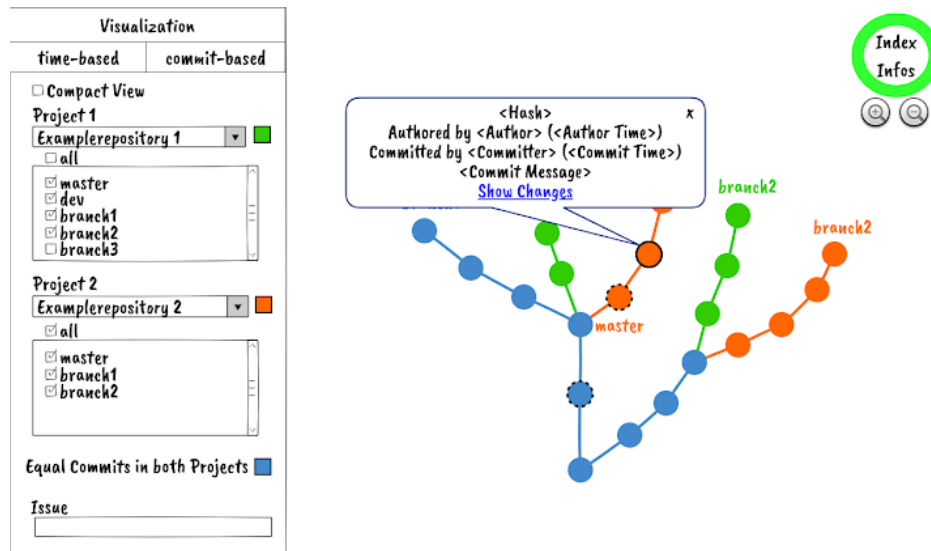 Visualization
time-based
commit-based
Compact View
Project 1
Examplerepository 1
all
master
dev
branch1
branch2
branch3
Project 2
Examplerepository 2
all
master
branch1
branch2
Equal Commits in both Projects
Issue
<Hash>
x
Authored by <Author> (<Author Time>)
Committed by <Committer> (<Commit Time>)
<Commit Message>
Show Changes
branch2
branch2
master
Index
Infos